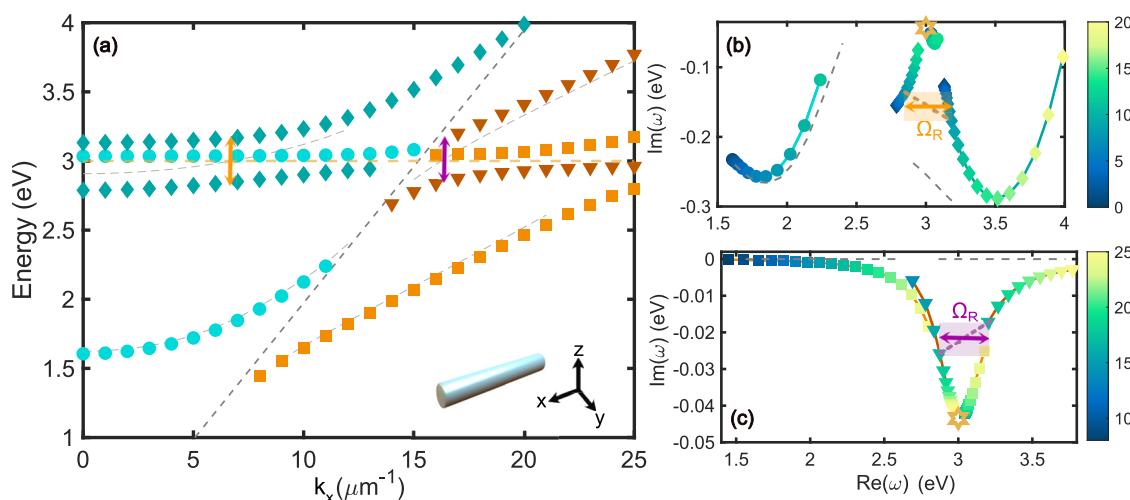 (a)
4
3.5
3
2.5
2
1.5
1
Energy (eV)
0 5 10 15 20 25
kₓ(μm⁻¹)
z
x
y
(b)
-0.1
-0.2
-0.3
Im(ω) (eV)
1.5 2 2.5 3 3.5 4
Ω_R
20
15
10
5
0
(c)
0
-0.01
-0.02
-0.03
-0.04
-0.05
Im(ω) (eV)
1.5 2 2.5 3 3.5
Re(ω) (eV)
Ω_R
25
20
15
10